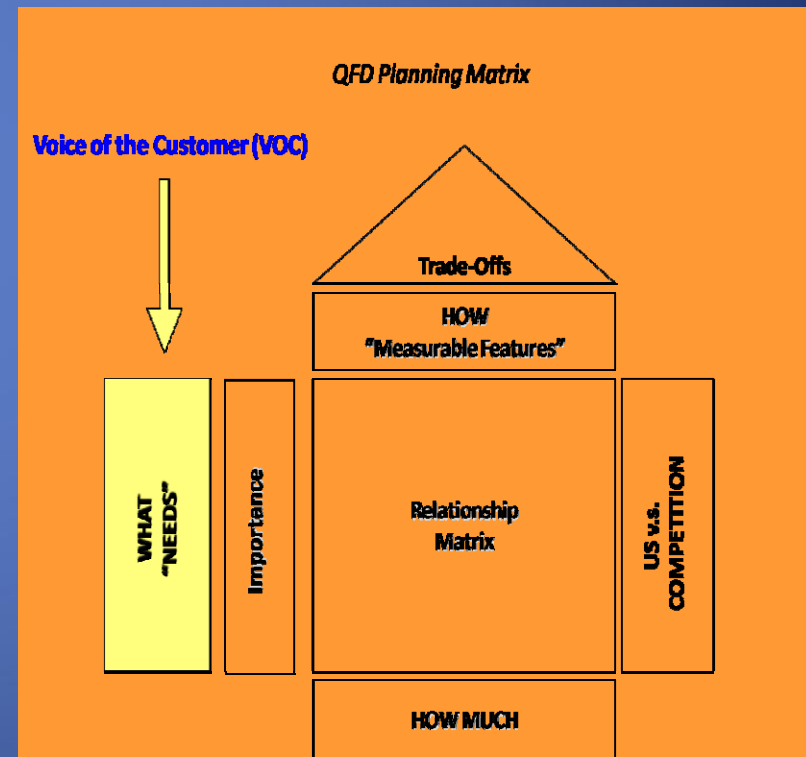 QFD Planning Matrix
Voice of the Customer (VOC)
Trade-Offs
HOW
"Measurable Features"
WHAT
"NEEDS"
Importance
Relationship
Matrix
US v.s.
COMPETITION
HOW MUCH